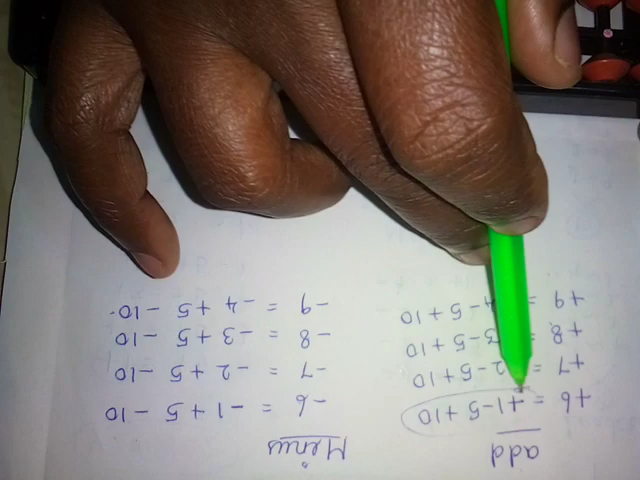 add
+6 = +1-5+10
+7 = 2-5+10
+8 = 3-5+10
+9 = 4-5+10
Minus
-6 = -1+5-10
-7 = -2+5-10
-8 = -3+5-10
-9 = -4+5-10